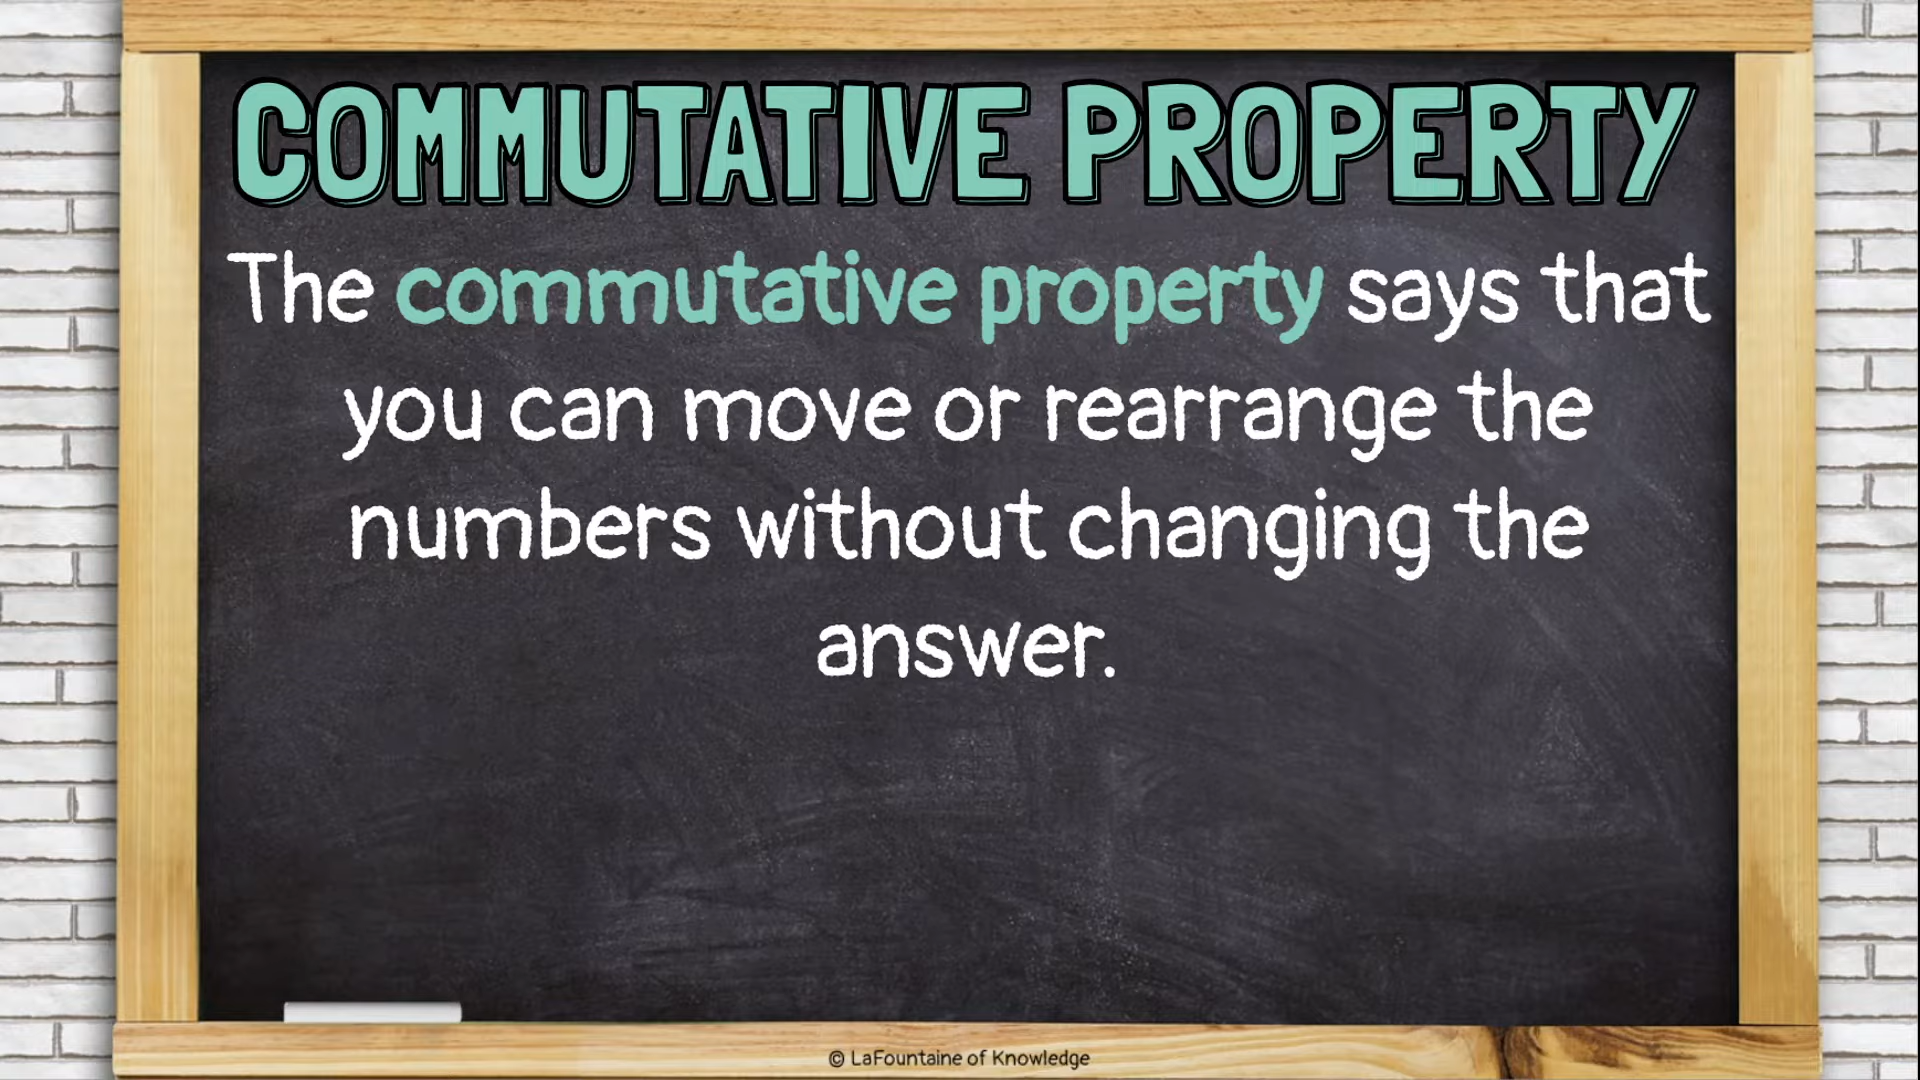 COMMUTATIVE PROPERTY
The commutative property says that
you can move or rearrange the
numbers without changing the
answer.
© LaFountaine of Knowledge